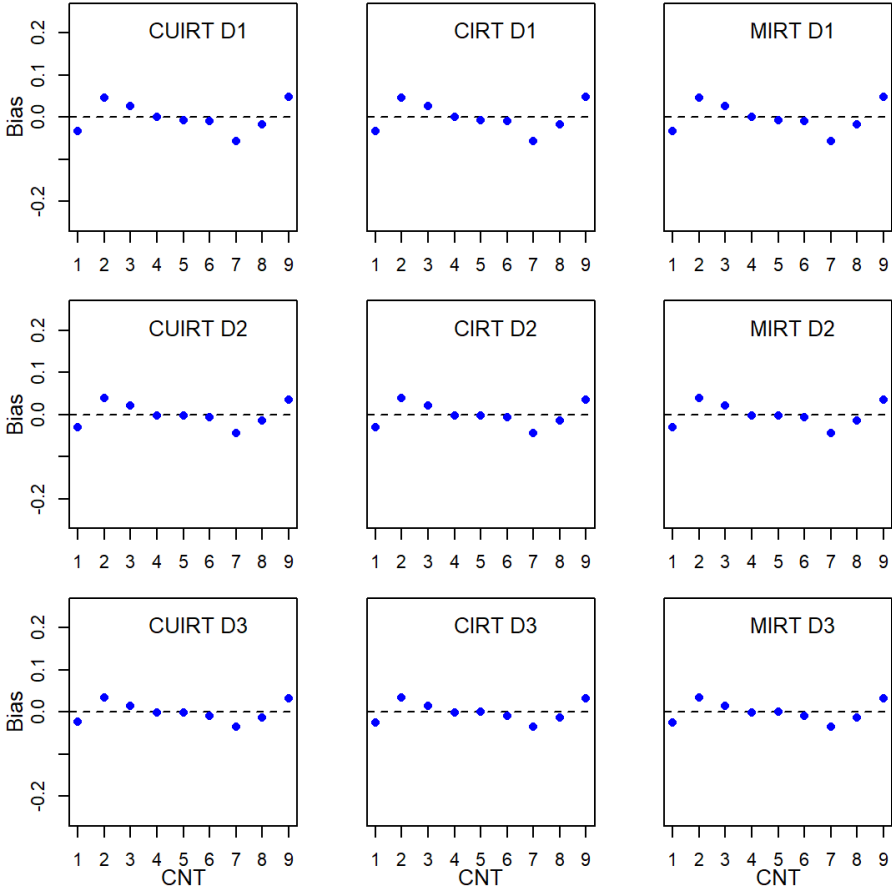 CUIRT D1
CIRT D1
MIRT D1
Bias
0.2
0.1
0.0
-0.2
1 2 3 4 5 6 7 8 9
1 2 3 4 5 6 7 8 9
1 2 3 4 5 6 7 8 9
CUIRT D2
CIRT D2
MIRT D2
Bias
0.2
0.1
0.0
-0.2
1 2 3 4 5 6 7 8 9
1 2 3 4 5 6 7 8 9
1 2 3 4 5 6 7 8 9
CUIRT D3
CIRT D3
MIRT D3
Bias
0.2
0.1
0.0
-0.2
1 2 3 4 5 6 7 8 9
1 2 3 4 5 6 7 8 9
1 2 3 4 5 6 7 8 9
CNT
CNT
CNT